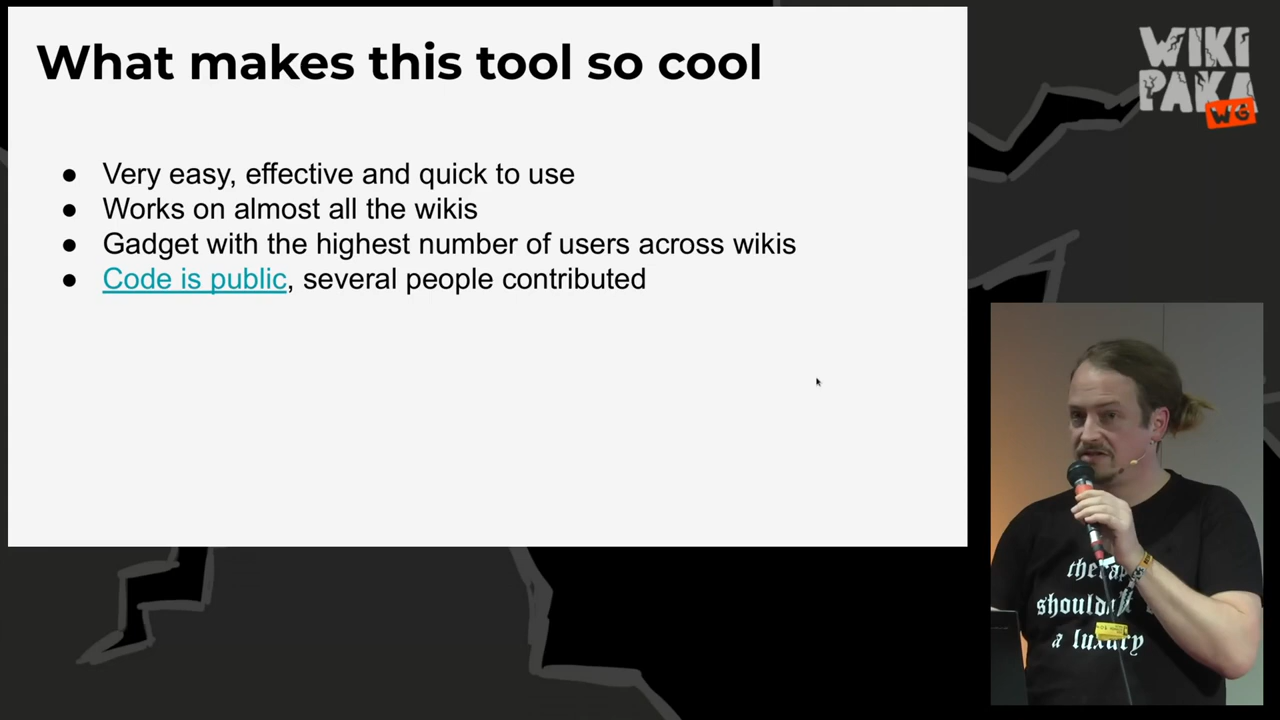 What makes this tool so cool
● Very easy, effective and quick to use
● Works on almost all the wikis
● Gadget with the highest number of users across wikis
● Code is public, several people contributed
WIKI
PAKA
WG
a luxury